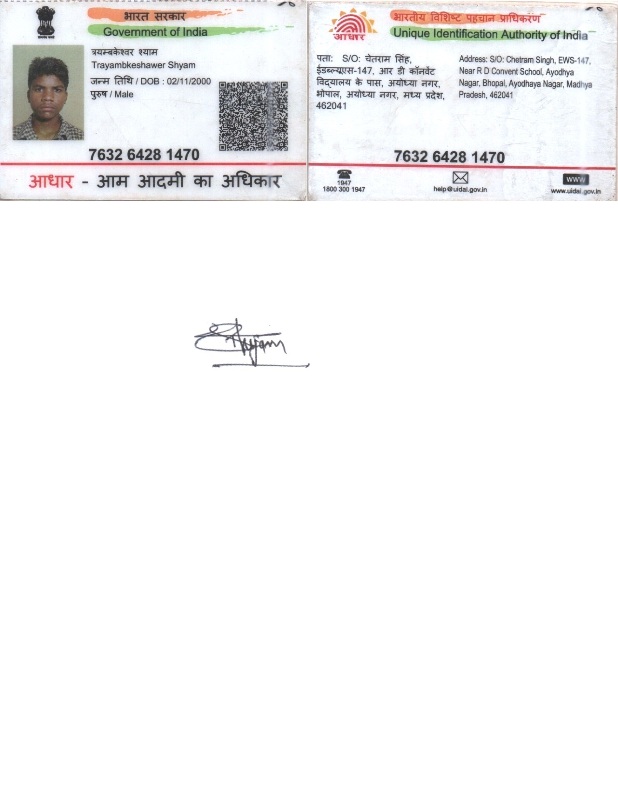 भारत सरकार
Government of India
त्रयम्बकेश्वर श्याम
Trayambkeshawer Shyam
जन्म तिथि / DOB : 02/11/2000
पुरुष / Male
7632 6428 1470
आधार - आम आदमी का अधिकार
भारतीय विशिष्ट पहचान प्राधिकरण
Unique Identification Authority of India
आधार
पता: S/O: चेतराम सिंह,
ईडब्ल्यूएस-147, आर डी कॉनवेंट
विद्यालय के पास, अयोध्या नगर,
भोपाल, अयोध्या नगर, मध्य प्रदेश,
462041
Address: S/O: Chetram Singh, EWS-147,
Near R D Convent School, Ayodhya
Nagar, Bhopal, Ayodhaya Nagar, Madhya
Pradesh, 462041
7632 6428 1470
1947
1800 300 1947
help@uidai.gov.in
WWW
www.uidai.gov.in
Shyam